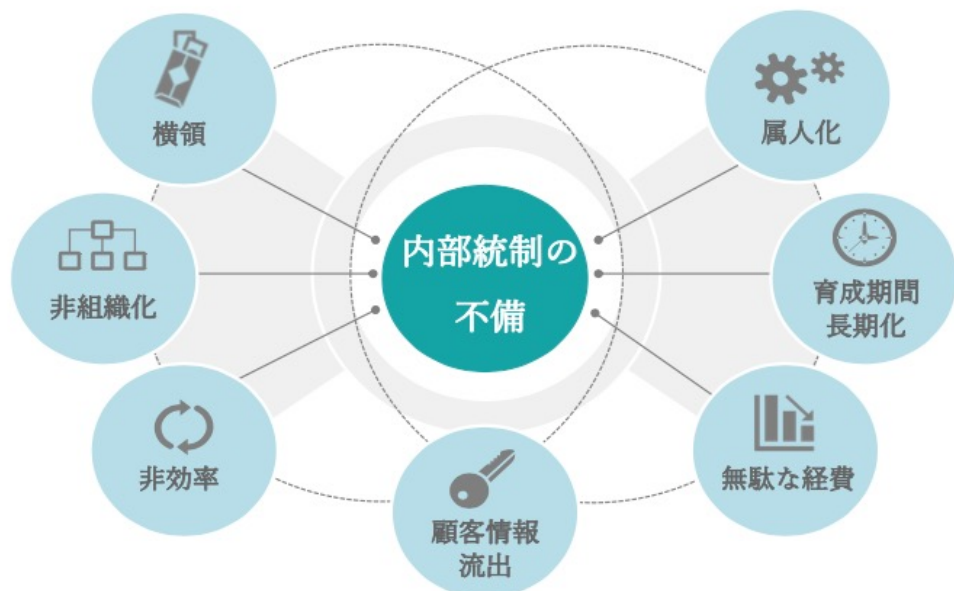 横領
属人化
内部統制の
不備
非組織化
育成期間
長期化
非効率
無駄な経費
顧客情報
流出